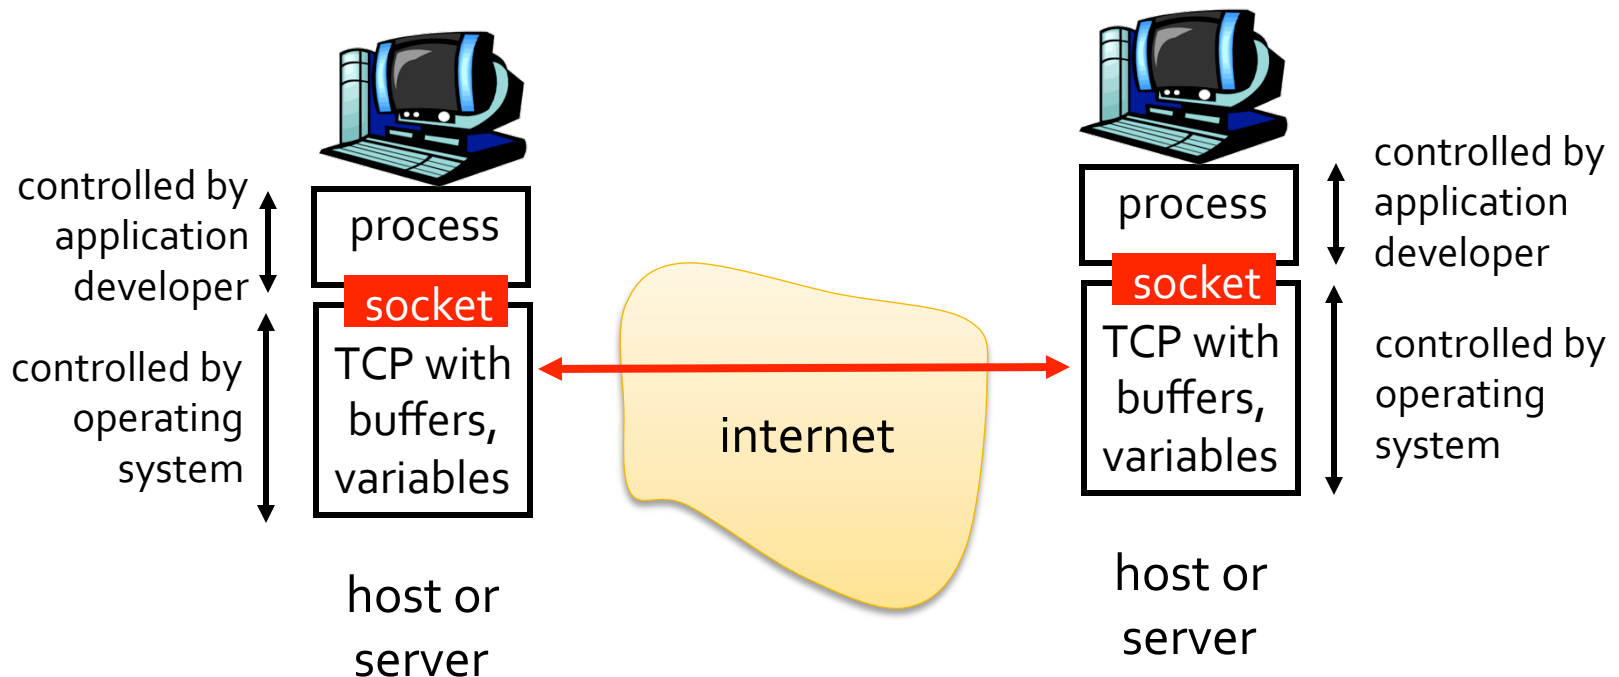 controlled by
application
developer
process
socket
controlled by
operating
system
TCP with
buffers,
variables
host or
server
internet
process
socket
TCP with
buffers,
variables
host or
server
controlled by
application
developer
controlled by
operating
system